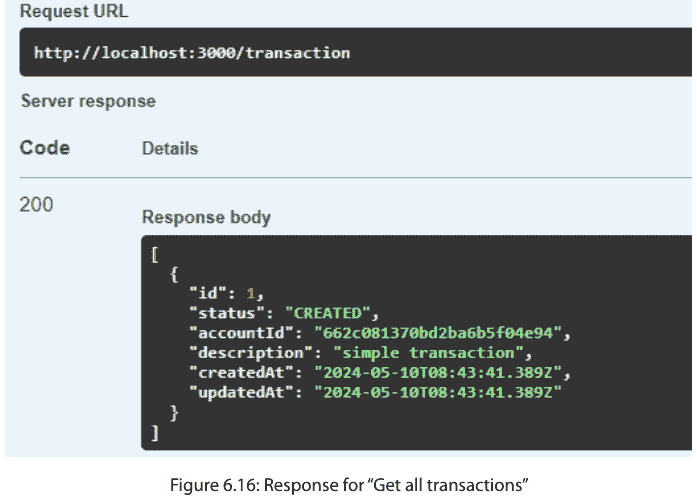 Request URL
http://localhost:3000/transaction
Server response
Code Details
200
Response body
[
{
"id": 1,
"status": "CREATED",
"accountId": "662c081370bd2ba6b5f04e94",
"description": "simple transaction",
"createdAt": "2024-05-10T08:43:41.389Z",
"updatedAt": "2024-05-10T08:43:41.389Z"
}
]
Figure 6.16: Response for “Get all transactions”